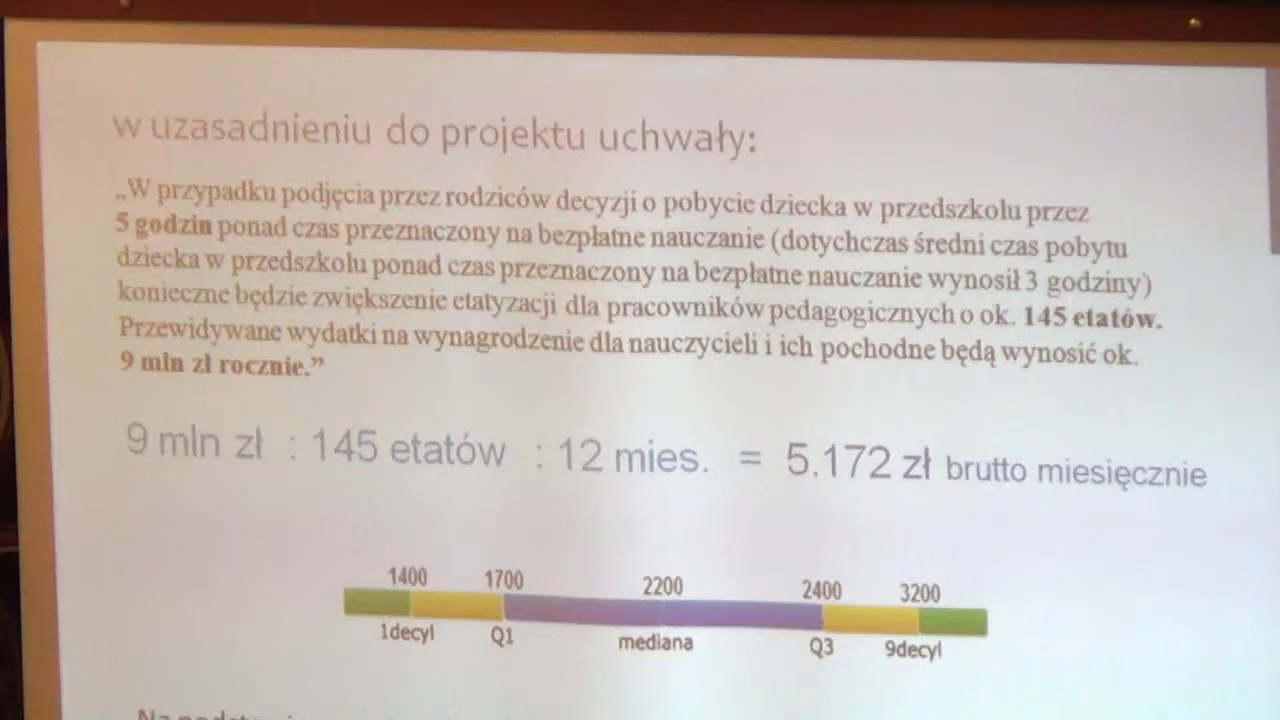 w uzasadnieniu do projektu uchwały:
„W przypadku podjęcia przez rodziców decyzji o pobycie dziecka w przedszkolu przez
5 godzin ponad czas przeznaczony na bezpłatne nauczanie (dotychczas średni czas pobytu
dziecka w przedszkolu ponad czas przeznaczony na bezpłatne nauczanie wynosił 3 godziny)
konieczne będzie zwiększenie etatyzacji dla pracowników pedagogicznych o ok. 145 etatów.
Przewidywane wydatki na wynagrodzenie dla nauczycieli i ich pochodne będą wynosić ok.
9 mln zł rocznie.”
9 mln zł : 145 etatów : 12 mies. = 5.172 zł brutto miesięcznie
1400 1700 2200 2400 3200
1decyl Q1 mediana Q3 9decyl